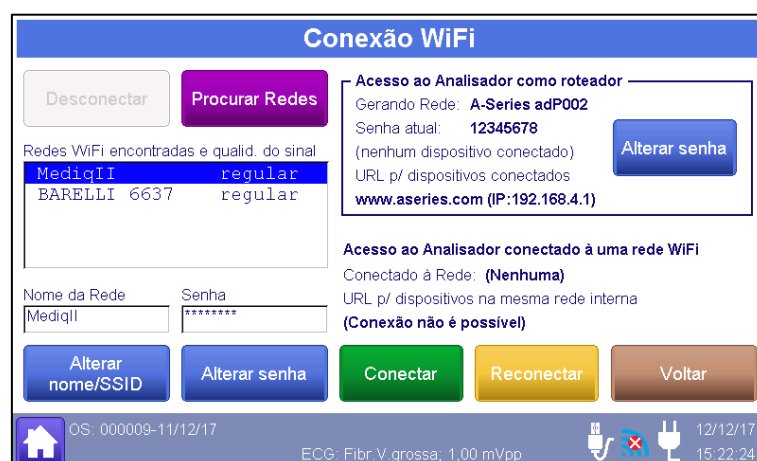 Conexão WiFi
Desconectar
Procurar Redes
Acesso ao Analisador como roteador
Gerando Rede: A-Series adP002
Senha atual: 12345678
(nenhum dispositivo conectado)
URL p/ dispositivos conectados
www.aseries.com (IP:192.168.4.1)
Alterar senha
Redes WiFi encontradas e qualid. do sinal
MediqII regular
BARELLI 6637 regular
Acesso ao Analisador conectado à uma rede WiFi
Conectado à Rede: (Nenhuma)
URL p/ dispositivos na mesma rede interna
(Conexão não é possível)
Nome da Rede
Senha
MediqII
********
Alterar
nome/SSID
Alterar senha
Conectar
Reconectar
Voltar
OS: 000009-11/12/17
ECG: Fibr.V.grossa; 1,00 mVpp
12/12/17
15:22:24